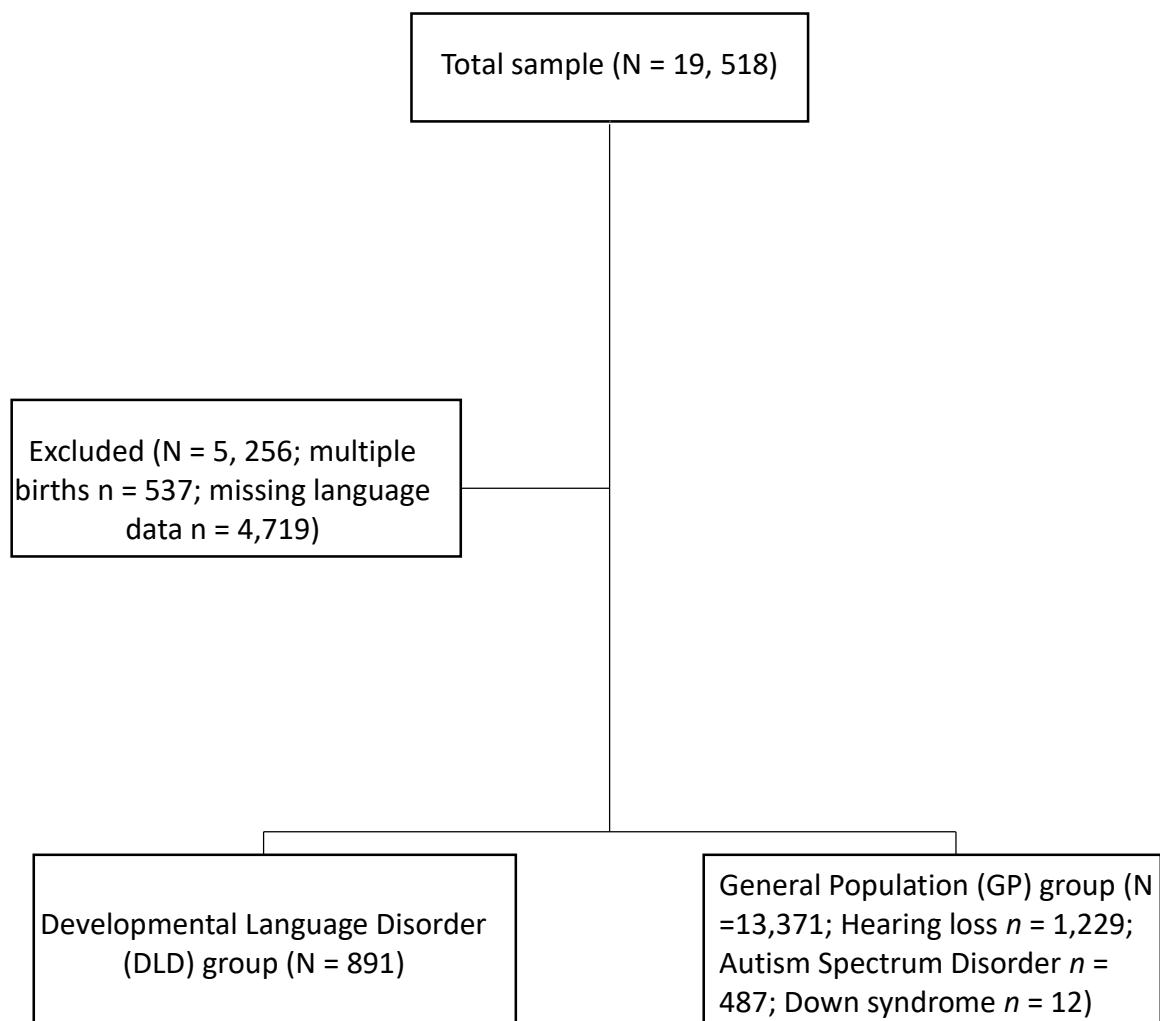 Total sample (N = 19, 518)
Excluded (N = 5, 256; multiple
births n = 537; missing language
data n = 4,719)
Developmental Language Disorder
(DLD) group (N = 891)
General Population (GP) group (N
=13,371; Hearing loss n = 1,229;
Autism Spectrum Disorder n =
487; Down syndrome n = 12)